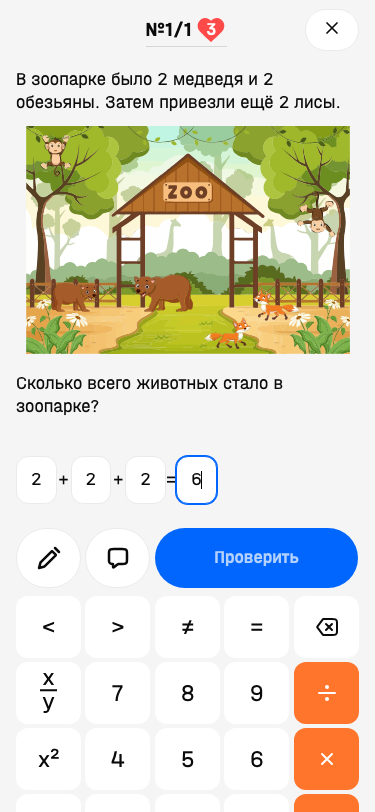 №1/1 3
В зоопарке было 2 медведя и 2
обезьяны. Затем привезли ещё 2 лисы.
ZOO
Сколько всего животных стало в
зоопарке?
2 + 2 + 2 = 6
Проверить
< > ≠ =
x/y 7 8 9 ÷
x² 4 5 6 ×